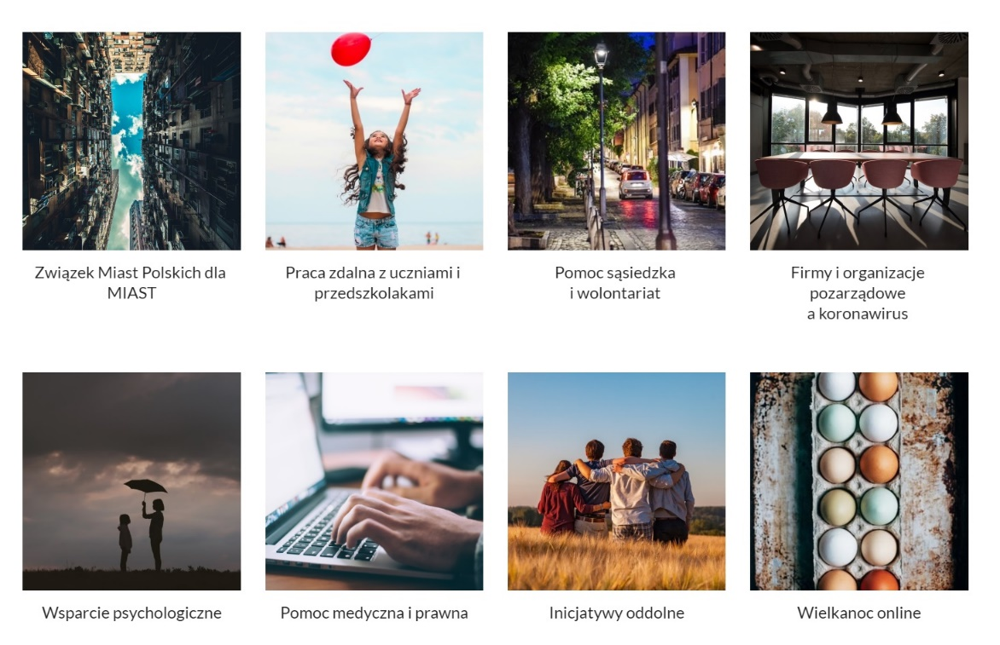 Związek Miast Polskich dla
MIAST
Praca zdalna z uczniami i
przedszkolakami
Pomoc sąsiedzka
i wolontariat
Firmy i organizacje
pozarządowe
a koronawirus
Wsparcie psychologiczne
Pomoc medyczna i prawna
Inicjatywy oddolne
Wielkanoc online